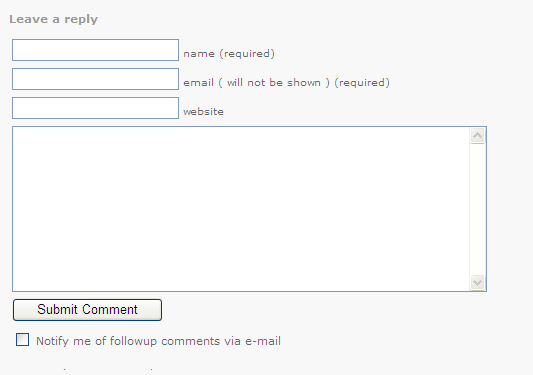 Leave a reply
name (required)
email ( will not be shown ) (required)
website
Submit Comment
Notify me of followup comments via e-mail